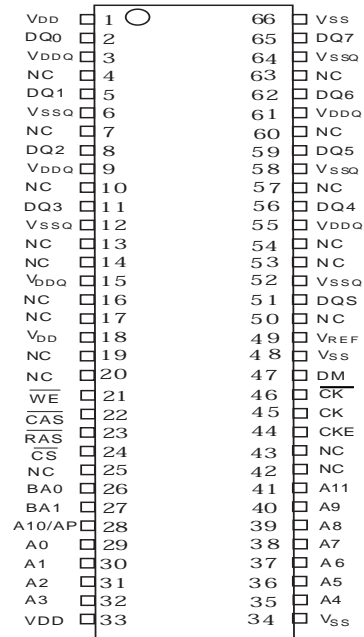 VDD 1 66 VSS
DQ0 2 65 DQ7
VDDQ 3 64 VSSQ
NC 4 63 NC
DQ1 5 62 DQ6
VSSQ 6 61 VDDQ
NC 7 60 NC
DQ2 8 59 DQ5
VDDQ 9 58 VSSQ
NC 10 57 NC
DQ3 11 56 DQ4
VSSQ 12 55 VDDQ
NC 13 54 NC
NC 14 53 NC
VDDQ 15 52 VSSQ
NC 16 51 DQS
NC 17 50 NC
VDD 18 49 VREF
NC 19 48 VSS
NC 20 47 DM
WE 21 46 CK
CAS 22 45 CK
RAS 23 44 CKE
CS 24 43 NC
NC 25 42 NC
BA0 26 41 A11
BA1 27 40 A9
A10/AP 28 39 A8
A0 29 38 A7
A1 30 37 A6
A2 31 36 A5
A3 32 35 A4
VDD 33 34 VSS